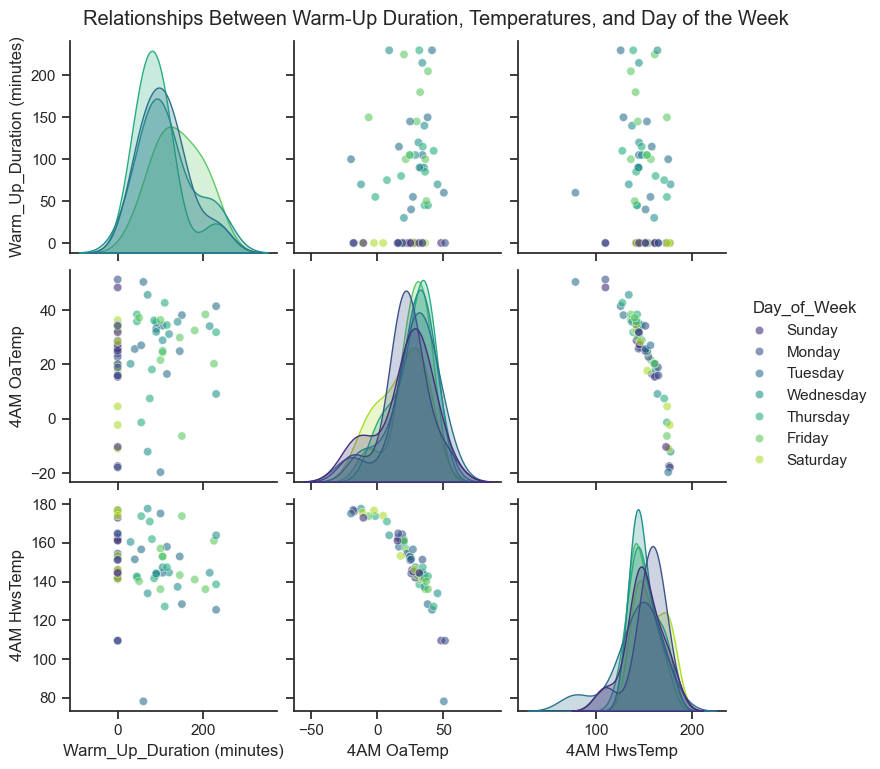 Relationships Between Warm-Up Duration, Temperatures, and Day of the Week
Warm_Up_Duration (minutes)
200
150
100
50
0
4AM OaTemp
40
20
0
−20
Day_of_Week
Sunday
Monday
Tuesday
Wednesday
Thursday
Friday
Saturday
4AM HwsTemp
180
160
140
120
100
80
0 200
Warm_Up_Duration (minutes)
−50 0 50
4AM OaTemp
100 200
4AM HwsTemp